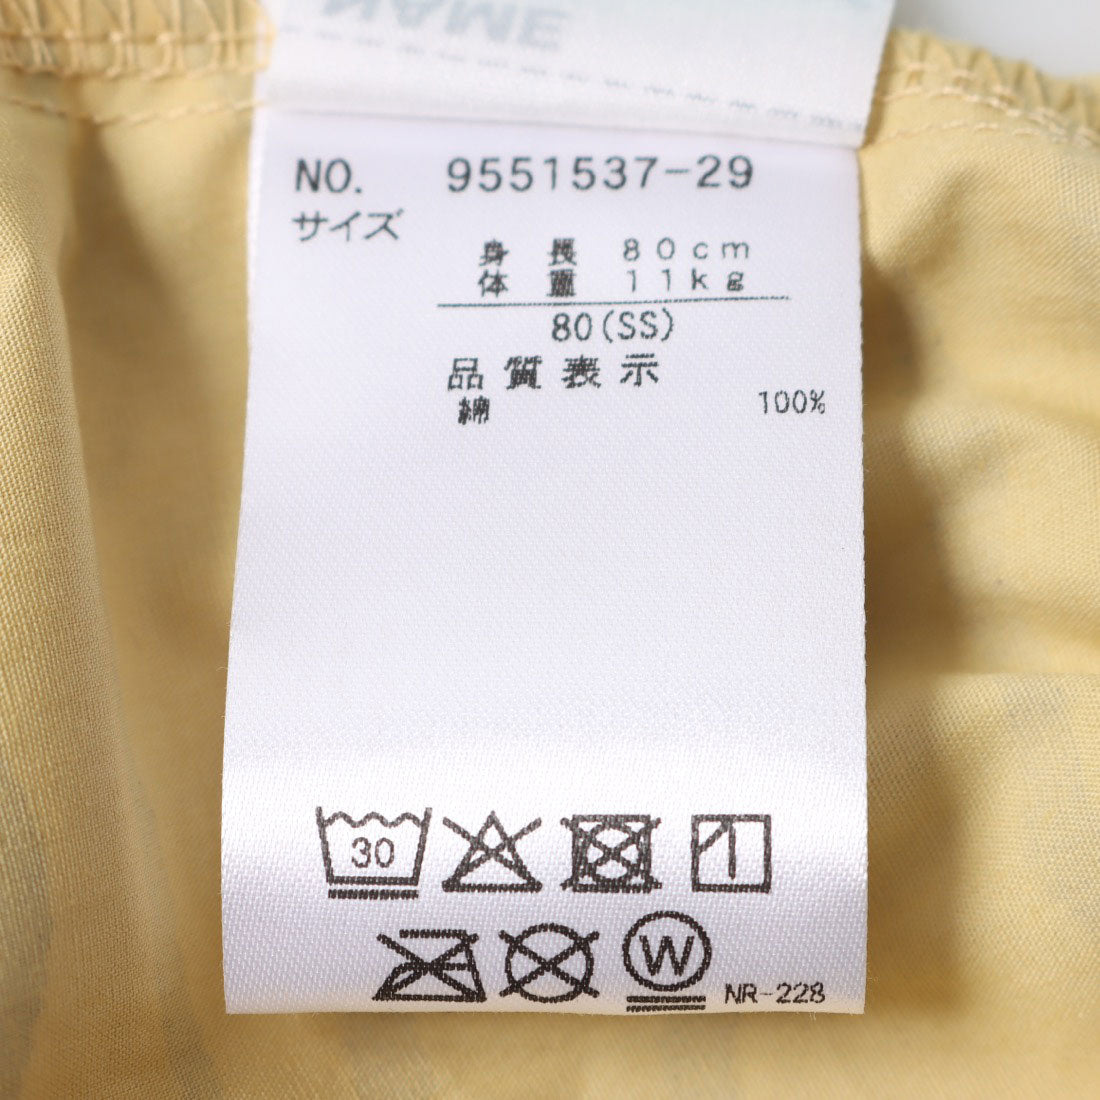 NAME
NO. 9551537-29
サイズ
身長 80cm
体重 11kg
80(SS)
品質表示
綿 100%
30
W
NR-228